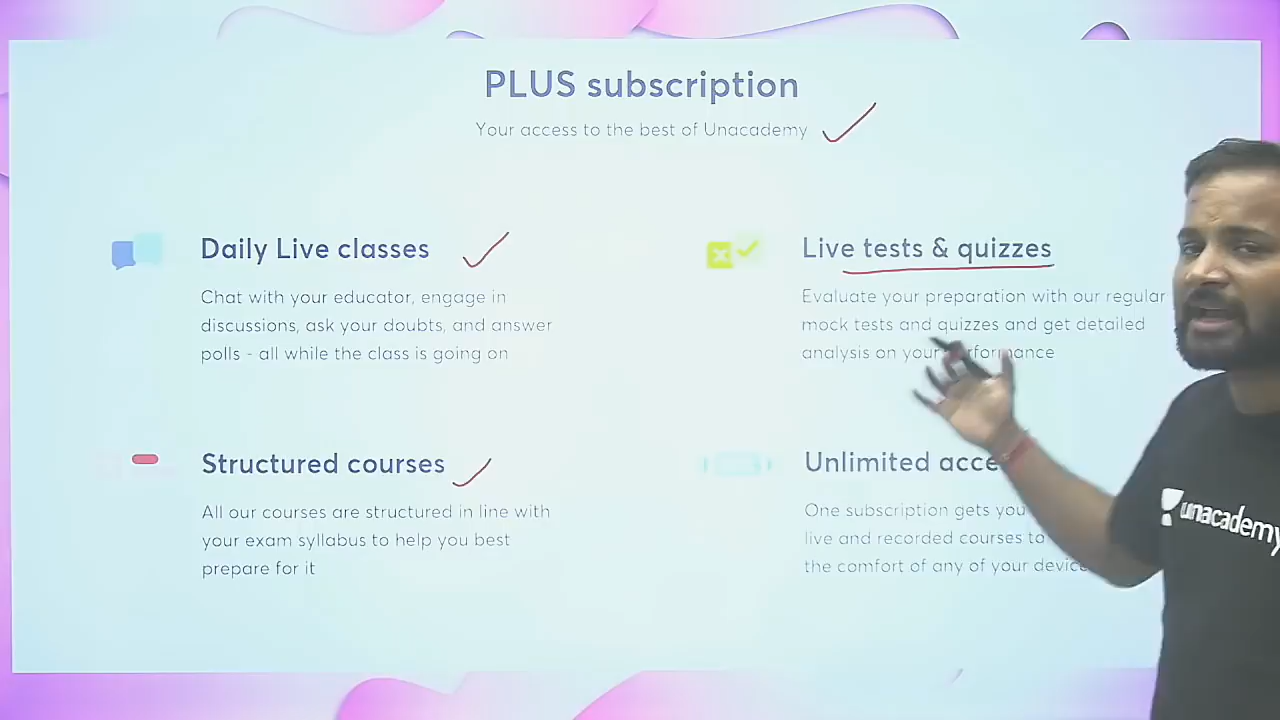 PLUS subscription
Your access to the best of Unacademy
Daily Live classes
Chat with your educator, engage in
discussions, ask your doubts, and answer
polls - all while the class is going on
Live tests & quizzes
Evaluate your preparation with our regular
mock tests and quizzes and get detailed
analysis on your performance
Structured courses
All our courses are structured in line with
your exam syllabus to help you best
prepare for it
Unlimited acce
One subscription gets you
live and recorded courses to
the comfort of any of your device
unacademy